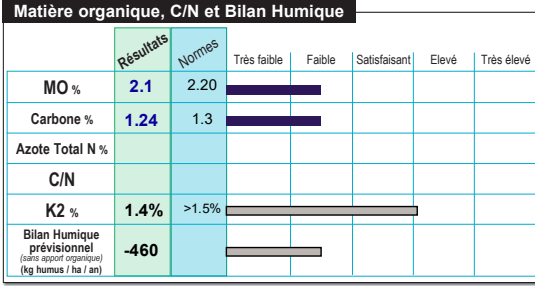 Matière organique, C/N et Bilan Humique
Résultats Normes Très faible Faible Satisfaisant Elevé Très élevé
MO % 2.1 2.20
Carbone % 1.24 1.3
Azote Total N %
C/N
K2 % 1.4% >1.5%
Bilan Humique
prévisionnel
(sans apport organique)
(kg humus / ha / an)
-460